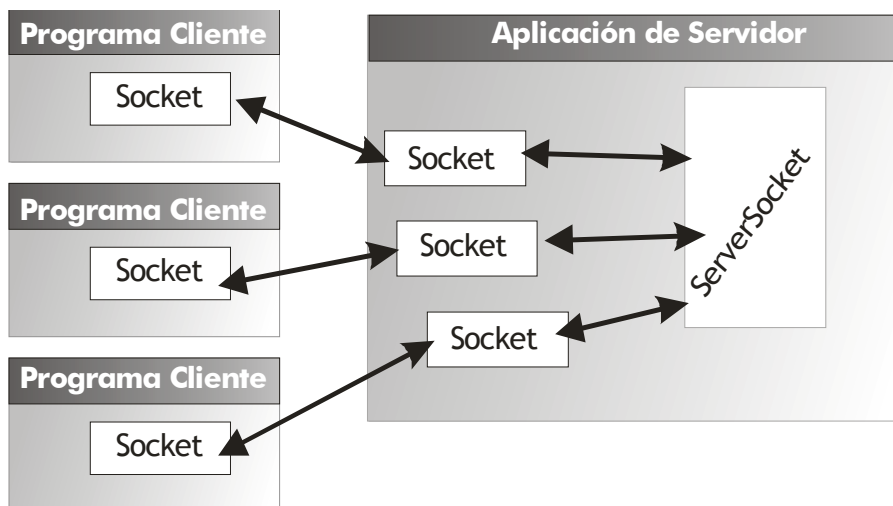 Programa Cliente
Socket
Programa Cliente
Socket
Programa Cliente
Socket
Aplicación de Servidor
Socket
Socket
Socket
ServerSocket